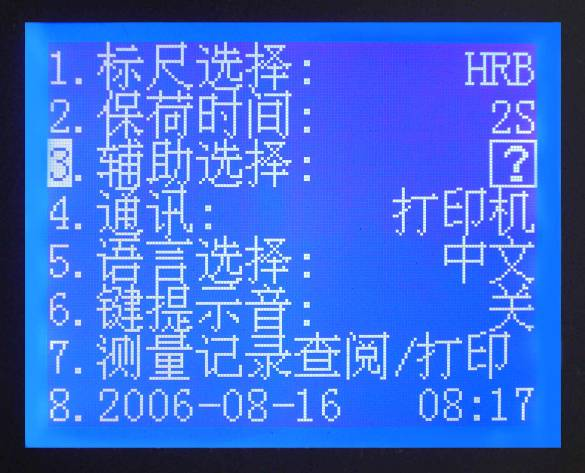 1.标尺选择: HRB
2.保荷时间: 2S
3.辅助选择: ?
4.通讯: 打印机
5.语言选择: 中文
6.键提示音: 关
7.测量记录查阅/打印
8.2006-08-16 08:17